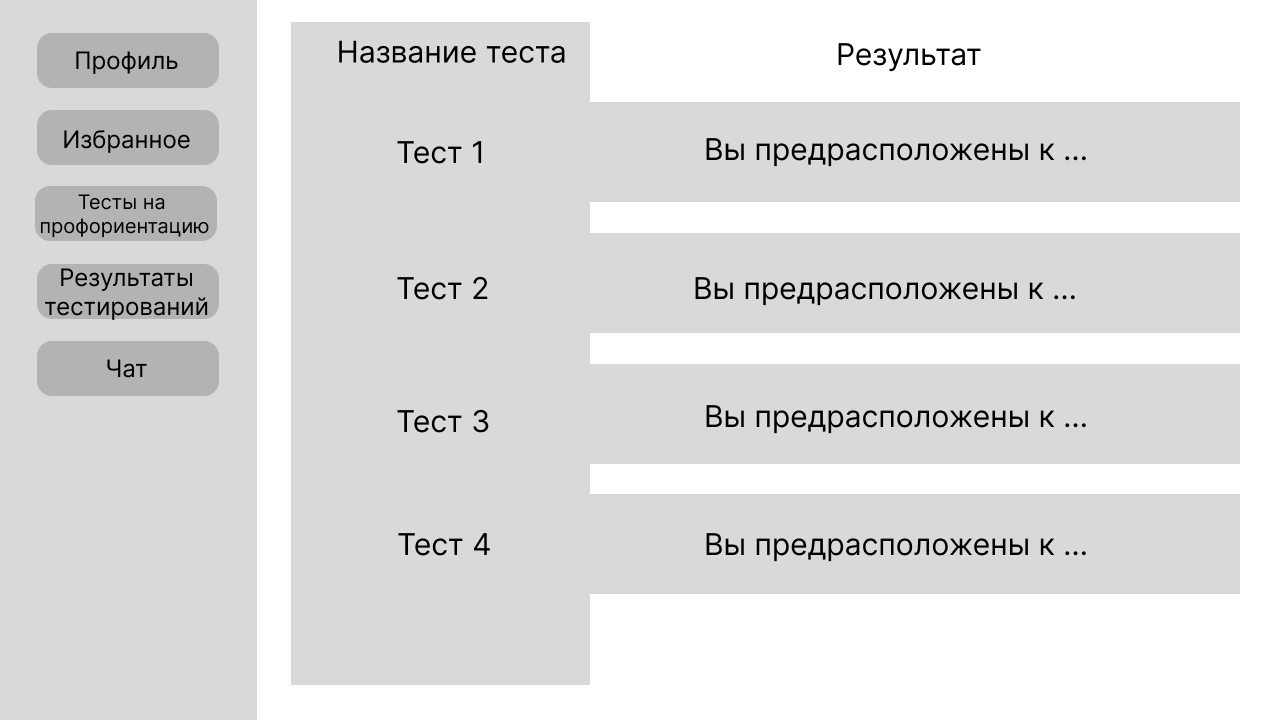 Профиль
Избранное
Тесты на
профориентацию
Результаты
тестирований
Чат
Название теста
Результат
Тест 1
Вы предрасположены к ...
Тест 2
Вы предрасположены к ...
Тест 3
Вы предрасположены к ...
Тест 4
Вы предрасположены к ...